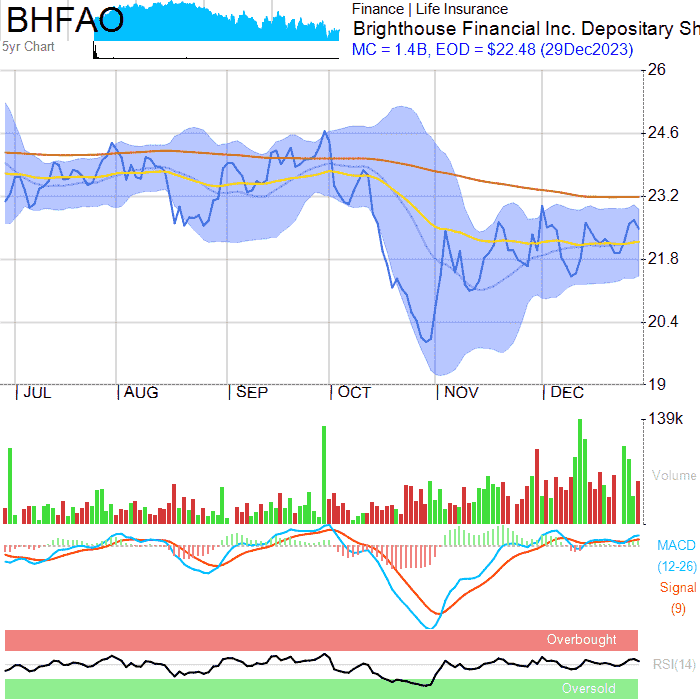 BHFAO
5yr Chart
Finance | Life Insurance
Brighthouse Financial Inc. Depositary Sh
MC = 1.4B, EOD = $22.48 (29Dec2023)
26
24.6
23.2
21.8
20.4
19
JUL AUG SEP OCT NOV DEC
139k
Volume
MACD
(12-26)
Signal
(9)
Overbought
RSI(14)
Oversold